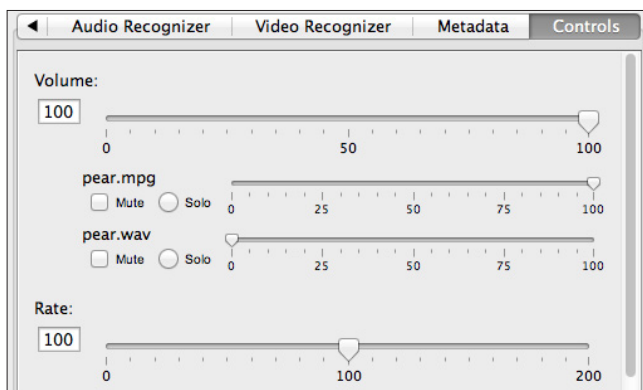 Audio Recognizer Video Recognizer Metadata Controls
Volume:
100
0 50 100
pear.mpg
Mute Solo 0 25 50 75 100
pear.wav
Mute Solo 0 25 50 75 100
Rate:
100
0 100 200